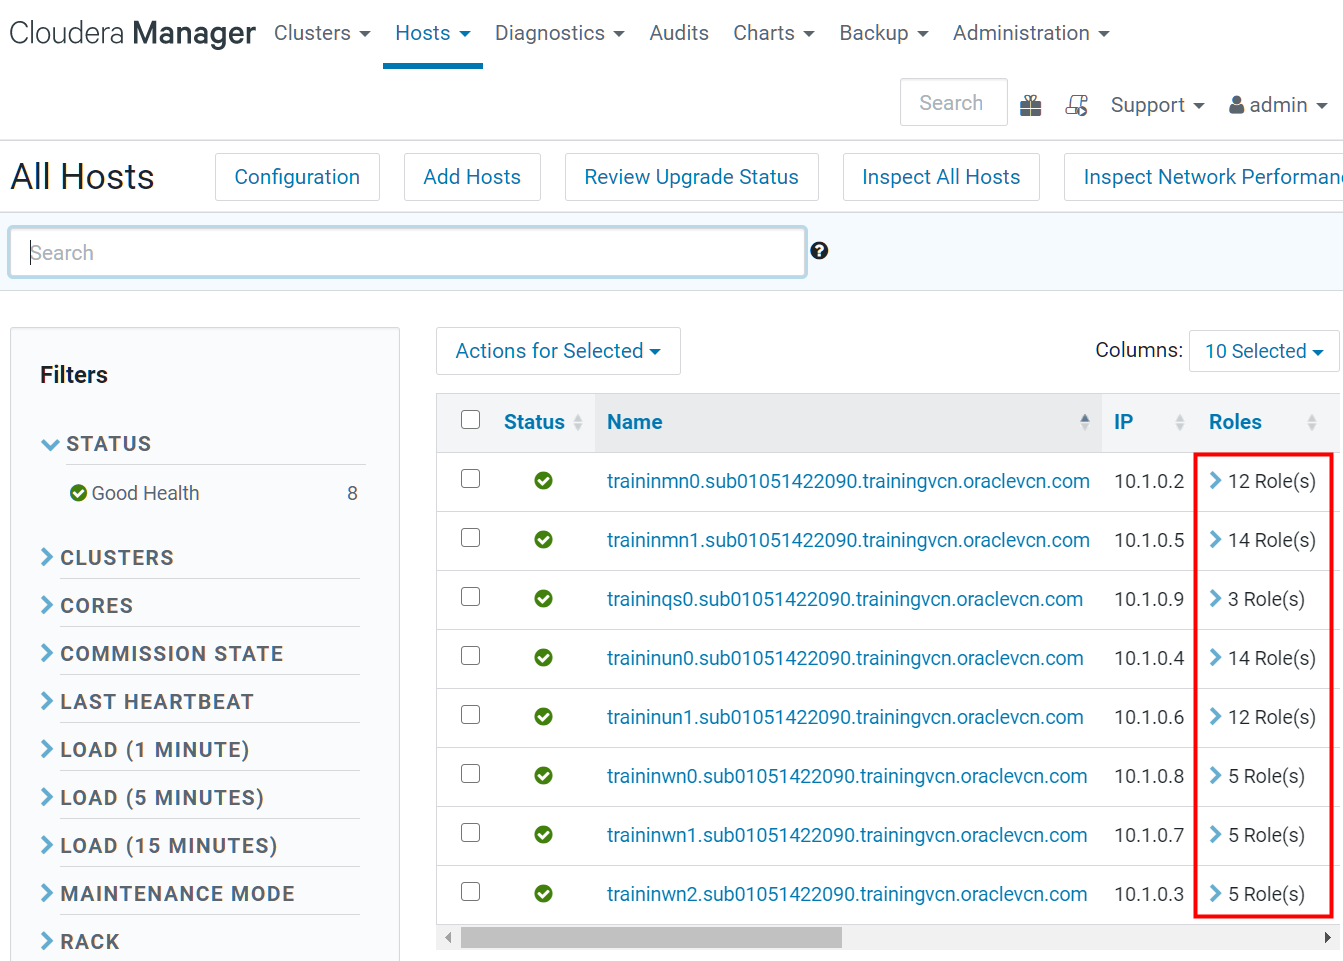 Cloudera Manager Clusters Hosts Diagnostics Audits Charts Backup Administration
Search Support admin
All Hosts Configuration Add Hosts Review Upgrade Status Inspect All Hosts Inspect Network Performan
Search
Filters
STATUS
Good Health 8
CLUSTERS
CORES
COMMISSION STATE
LAST HEARTBEAT
LOAD (1 MINUTE)
LOAD (5 MINUTES)
LOAD (15 MINUTES)
MAINTENANCE MODE
RACK
Actions for Selected Columns: 10 Selected
Status Name IP Roles
traininmn0.sub01051422090.trainingvcn.oraclevcn.com 10.1.0.2 12 Role(s)
traininmn1.sub01051422090.trainingvcn.oraclevcn.com 10.1.0.5 14 Role(s)
traininqs0.sub01051422090.trainingvcn.oraclevcn.com 10.1.0.9 3 Role(s)
traininun0.sub01051422090.trainingvcn.oraclevcn.com 10.1.0.4 14 Role(s)
traininun1.sub01051422090.trainingvcn.oraclevcn.com 10.1.0.6 12 Role(s)
traininwn0.sub01051422090.trainingvcn.oraclevcn.com 10.1.0.8 5 Role(s)
traininwn1.sub01051422090.trainingvcn.oraclevcn.com 10.1.0.7 5 Role(s)
traininwn2.sub01051422090.trainingvcn.oraclevcn.com 10.1.0.3 5 Role(s)